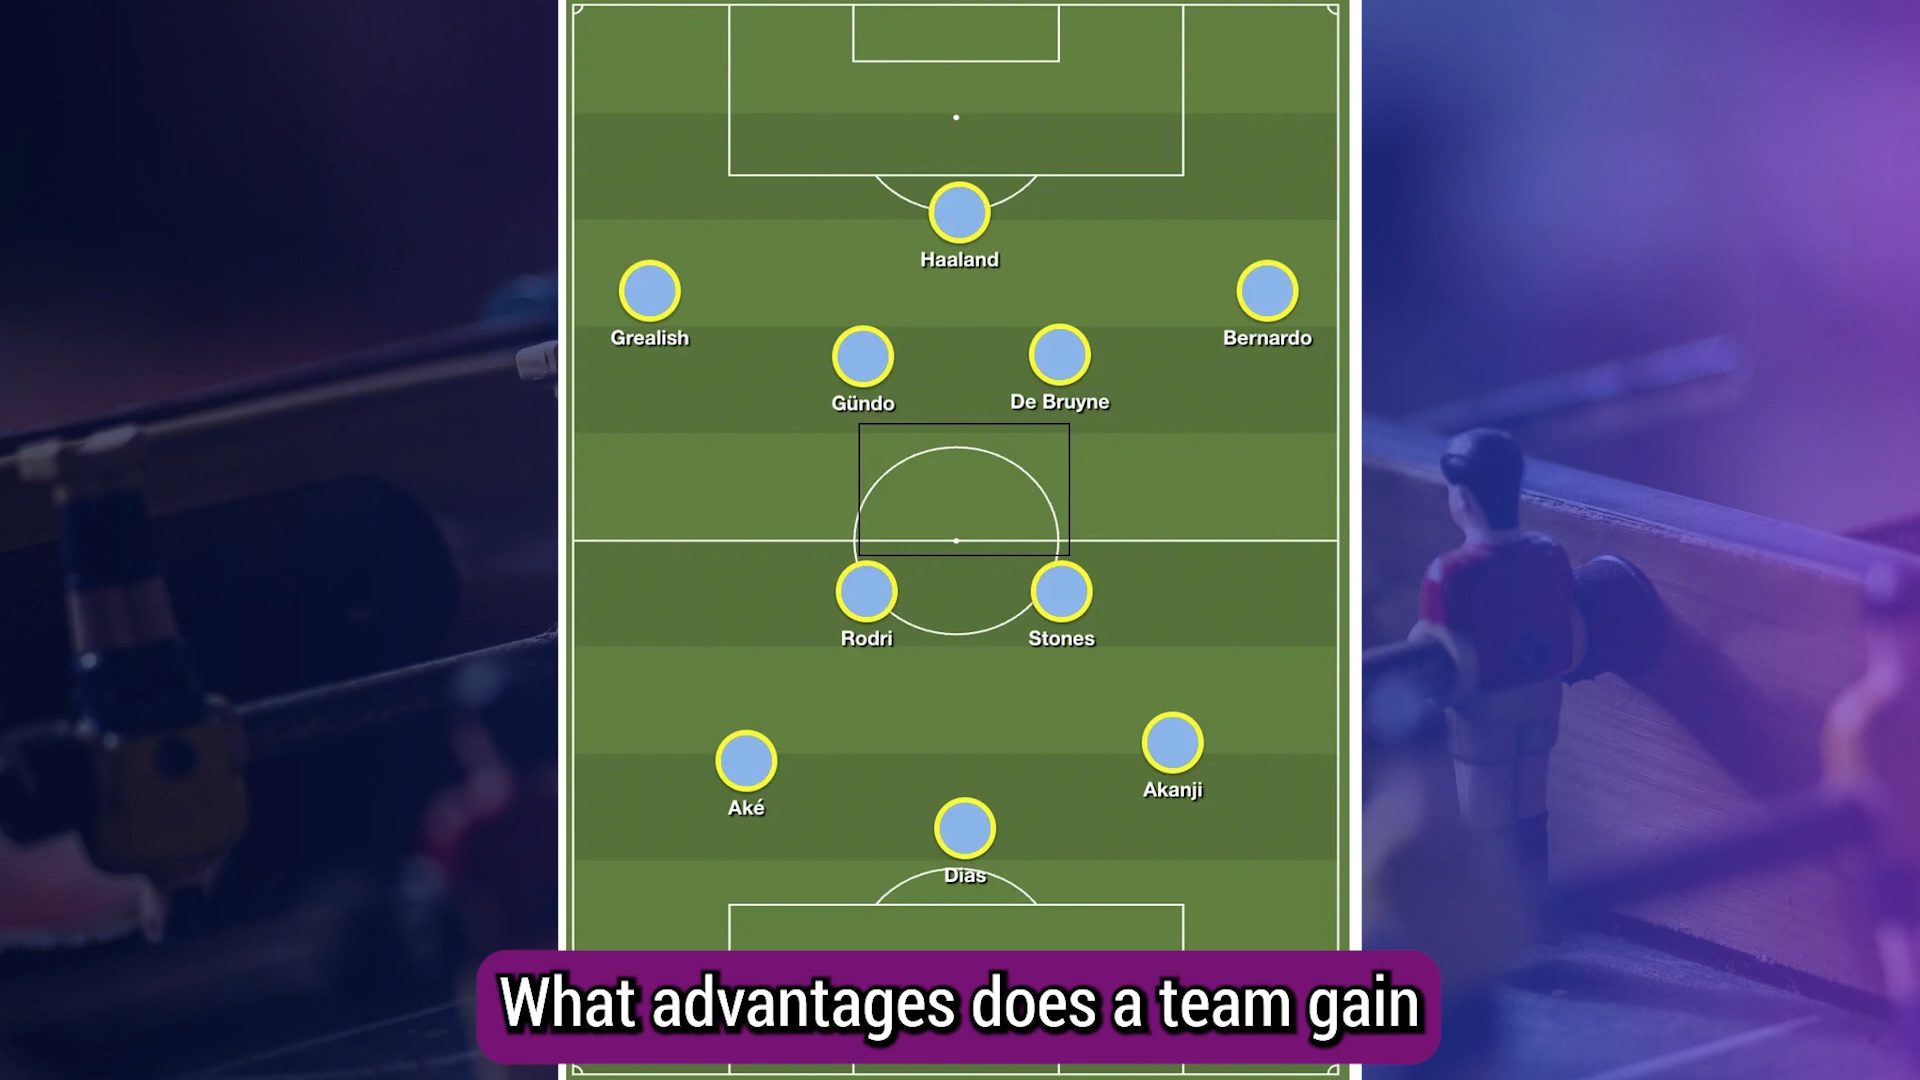 Haaland
Grealish
Bernardo
Gündo
De Bruyne
Rodri
Stones
Aké
Akanji
Dias
What advantages does a team gain